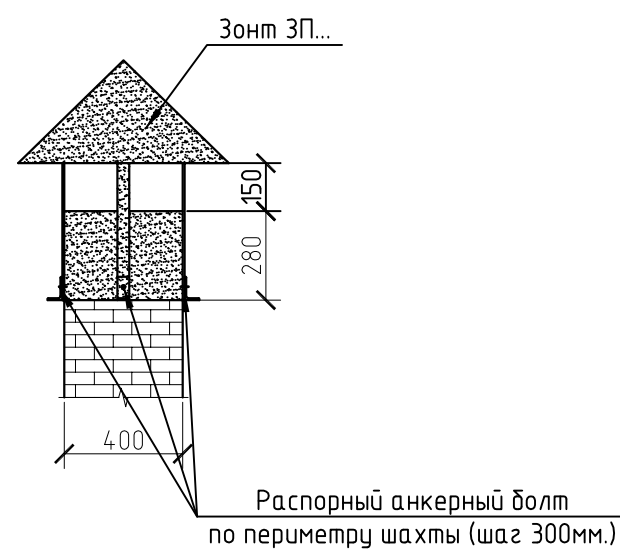 Зонт ЗП...
150
280
400
Распорный анкерный болт
по периметру шахты (шаг 300мм.)